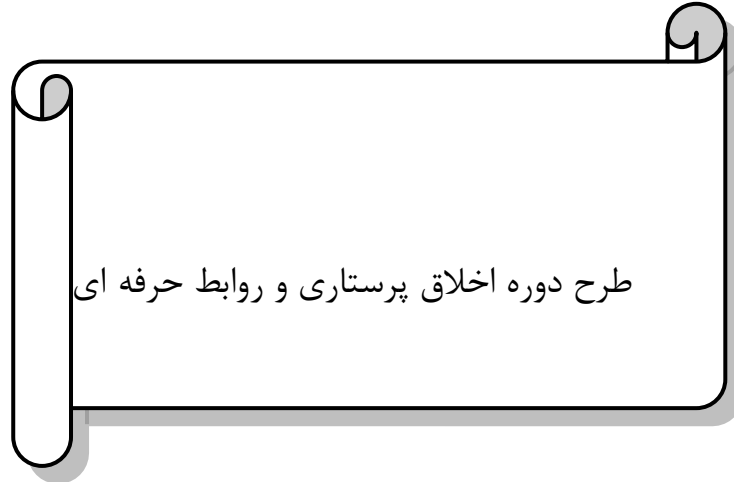 طرح دوره اخلاق پرستاری و روابط حرفه ای